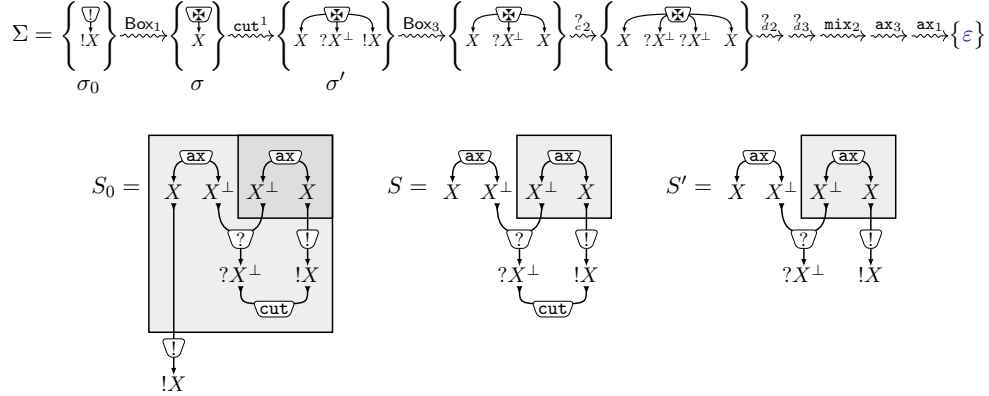 ! ✠ ✠ ✠ ✠
Σ = { !X } Box₁ { X } cut¹ { X ?X⊥ !X } Box₃ { X ?X⊥ X } ?c2 { X ?X⊥ ?X⊥ X } ?d2 ?d3 mix₂ ax₃ ax₁ {ε}
σ₀ σ σ′
ax ax ax ax ax ax
S₀ = X X⊥ X⊥ X S = X X⊥ X⊥ X S′ = X X⊥ X⊥ X
? ! ? ! ? !
?X⊥ !X ?X⊥ !X ?X⊥ !X
cut cut
!
!X